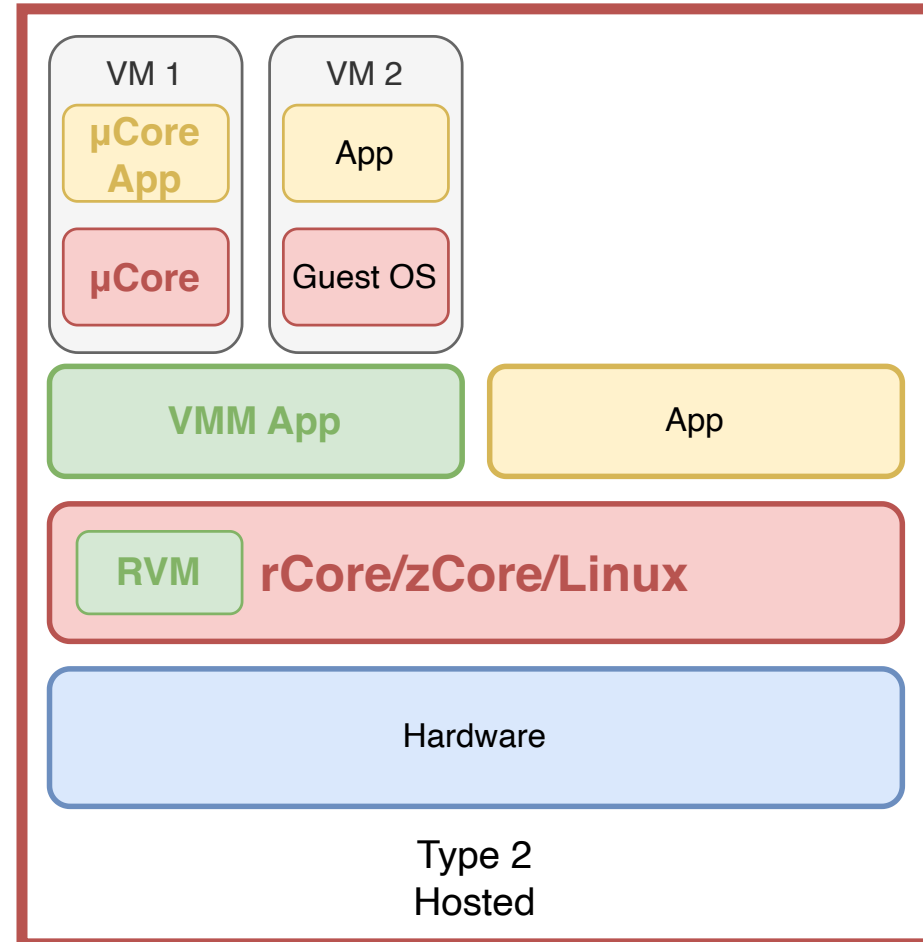 VM 1
µCore
App
µCore
VM 2
App
Guest OS
VMM App
App
RVM
rCore/zCore/Linux
Hardware
Type 2
Hosted